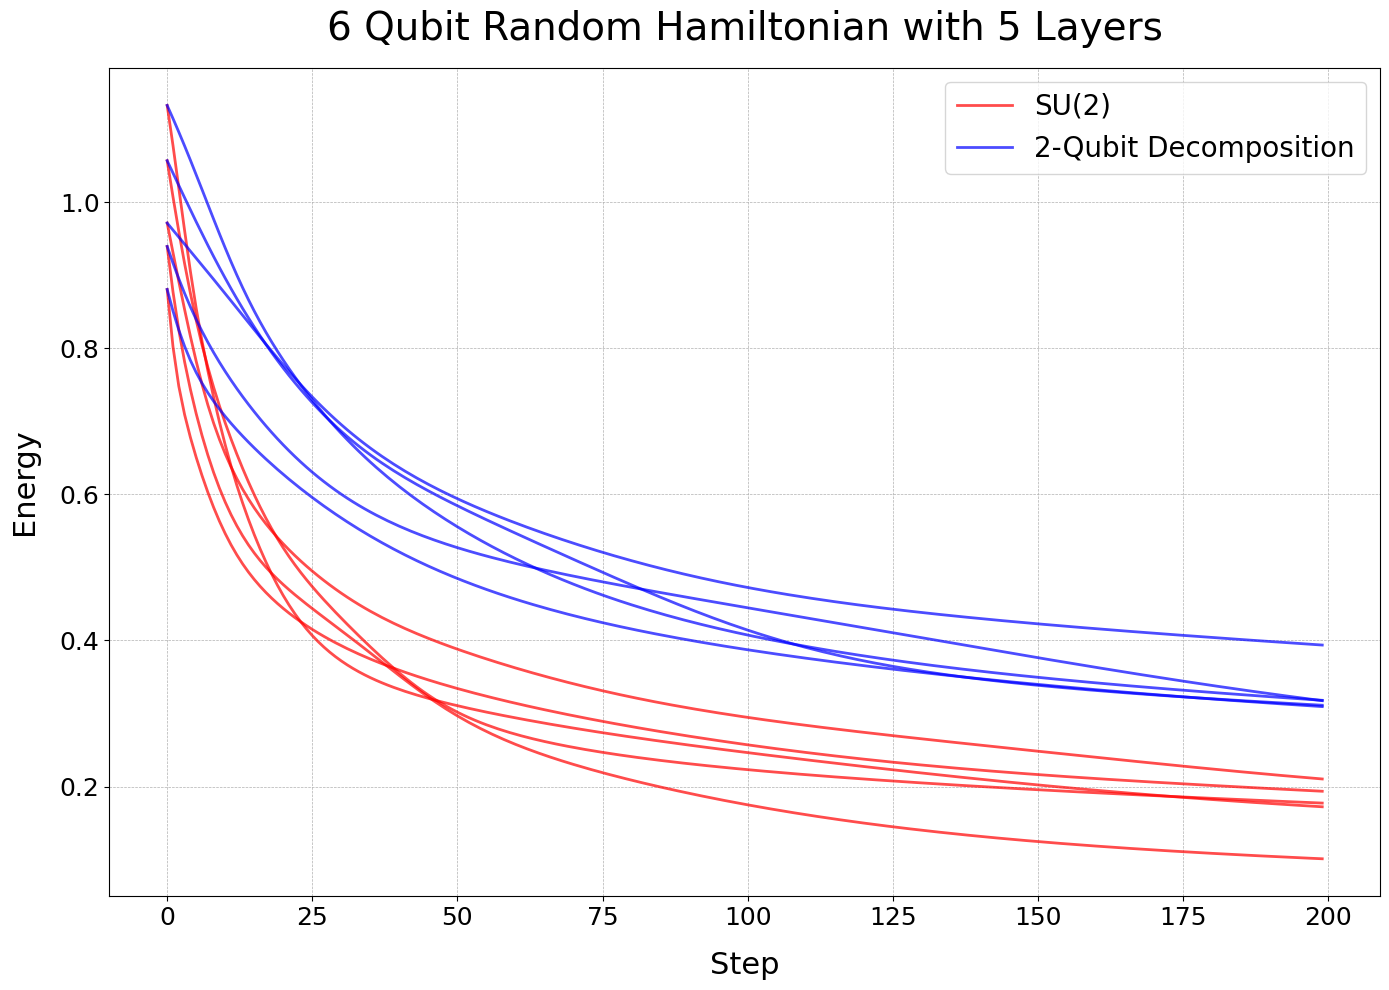 6 Qubit Random Hamiltonian with 5 Layers
SU(2)
2-Qubit Decomposition
Energy
1.0
0.8
0.6
0.4
0.2
0 25 50 75 100 125 150 175 200
Step